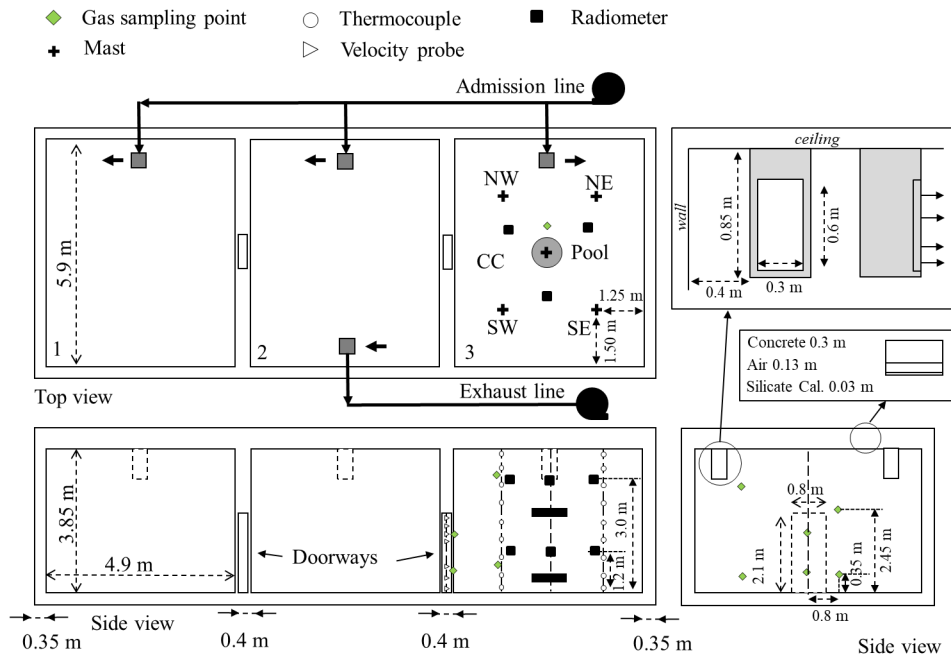 Gas sampling point
Thermocouple
Radiometer
Mast
Velocity probe
Admission line
ceiling
wall
0.85 m
0.6 m
0.4 m
0.3 m
NW
NE
CC
Pool
SW
SE
1.25 m
1.50 m
5.9 m
1
2
3
Top view
Exhaust line
Concrete 0.3 m
Air 0.13 m
Silicate Cal. 0.03 m
3.85 m
4.9 m
Doorways
3.0 m
1.2 m
0.8 m
2.1 m
0.35 m
2.45 m
0.8 m
Side view
0.35 m
0.4 m
0.4 m
0.35 m
Side view